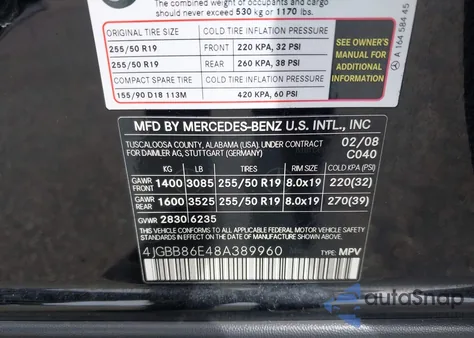 The combined weight of occupants and cargo
should never exceed 530 kg or 1170 lbs.
ORIGINAL TIRE SIZE COLD TIRE INFLATION PRESSURE
255/50 R19 FRONT 220 KPA, 32 PSI
255/50 R19 REAR 260 KPA, 38 PSI
COMPACT SPARE TIRE COLD TIRE INFLATION PRESSURE
155/90 D18 113M 420 KPA, 60 PSI
SEE OWNER'S
MANUAL FOR
ADDITIONAL
INFORMATION
A 164 584 45
MFD BY MERCEDES-BENZ U.S. INTL., INC
TUSCALOOSA COUNTY, ALABAMA (USA), UNDER CONTRACT 02/08
FOR DAIMLER AG, STUTTGART (GERMANY) C040
KG LB TIRES RIM SIZE COLD KPA (PSI)
GAWR FRONT 1400 3085 255/50 R19 8.0x19 220(32)
GAWR REAR 1600 3525 255/50 R19 8.0x19 270(39)
GVWR 2830 6235
THIS VEHICLE CONFORMS TO ALL APPLICABLE FEDERAL MOTOR VEHICLE
SAFETY, BUMPER AND THEFT PREVENTION STANDARDS IN EFFECT
ON THE DATE OF MANUFACTURE SHOWN ABOVE.
4JGBB86E48A389960 TYPE: MPV
autoSnap